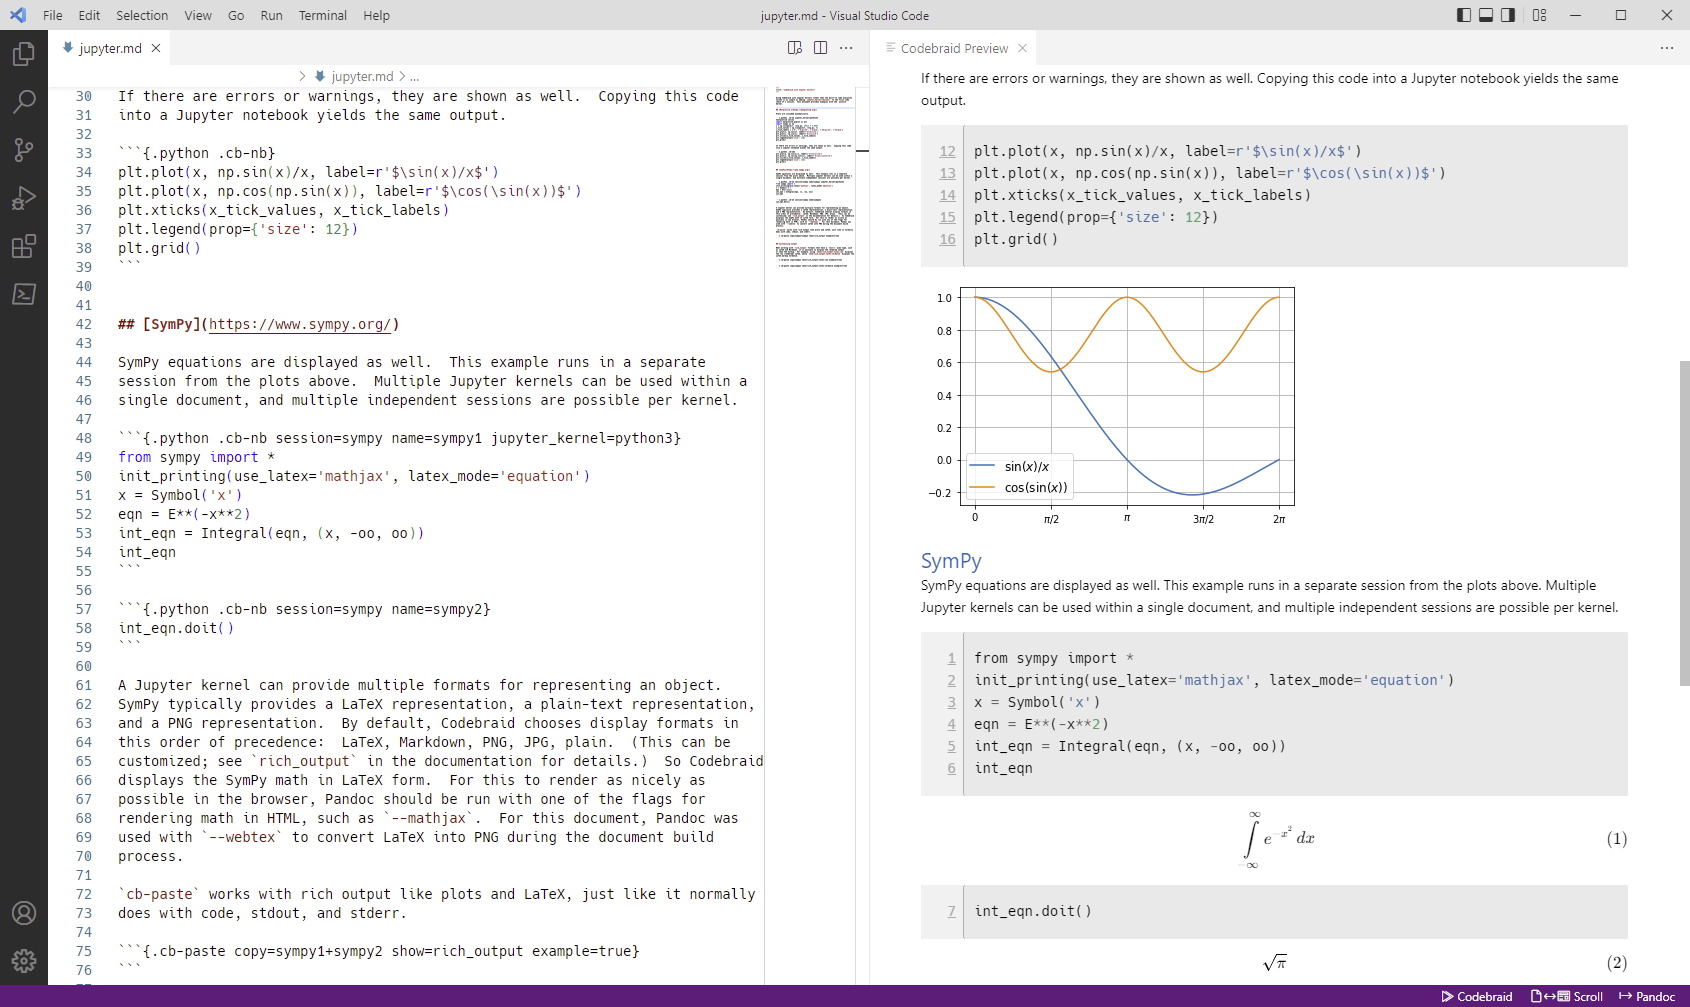 File Edit Selection View Go Run Terminal Help
jupyter.md - Visual Studio Code
jupyter.md
jupyter.md > ...
30 If there are errors or warnings, they are shown as well.  Copying this code
31 into a Jupyter notebook yields the same output.
32
33 ```{.python .cb-nb}
34 plt.plot(x, np.sin(x)/x, label=r'$\sin(x)/x$')
35 plt.plot(x, np.cos(np.sin(x)), label=r'$\cos(\sin(x))$')
36 plt.xticks(x_tick_values, x_tick_labels)
37 plt.legend(prop={'size': 12})
38 plt.grid()
39 ```
40
41
42 ## [SymPy](https://www.sympy.org/)
43
44 SymPy equations are displayed as well.  This example runs in a separate
45 session from the plots above.  Multiple Jupyter kernels can be used within a
46 single document, and multiple independent sessions are possible per kernel.
47
48 ```{.python .cb-nb session=sympy name=sympy1 jupyter_kernel=python3}
49 from sympy import *
50 init_printing(use_latex='mathjax', latex_mode='equation')
51 x = Symbol('x')
52 eqn = E**(-x**2)
53 int_eqn = Integral(eqn, (x, -oo, oo))
54 int_eqn
55 ```
56
57 ```{.python .cb-nb session=sympy name=sympy2}
58 int_eqn.doit()
59 ```
60
61 A Jupyter kernel can provide multiple formats for representing an object.
62 SymPy typically provides a LaTeX representation, a plain-text representation,
63 and a PNG representation.  By default, Codebraid chooses display formats in
64 this order of precedence:  LaTeX, Markdown, PNG, JPG, plain.  (This can be
65 customized; see `rich_output` in the documentation for details.)  So Codebraid
66 displays the SymPy math in LaTeX form.  For this to render as nicely as
67 possible in the browser, Pandoc should be run with one of the flags for
68 rendering math in HTML, such as `--mathjax`.  For this document, Pandoc was
69 used with `--webtex` to convert LaTeX into PNG during the document build
70 process.
71
72 `cb-paste` works with rich output like plots and LaTeX, just like it normally
73 does with code, stdout, and stderr.
74
75 ```{.cb-paste copy=sympy1+sympy2 show=rich_output example=true}
76 ```
Codebraid Preview
If there are errors or warnings, they are shown as well. Copying this code into a Jupyter notebook yields the same
output.
12 plt.plot(x, np.sin(x)/x, label=r'$\sin(x)/x$')
13 plt.plot(x, np.cos(np.sin(x)), label=r'$\cos(\sin(x))$')
14 plt.xticks(x_tick_values, x_tick_labels)
15 plt.legend(prop={'size': 12})
16 plt.grid()
1.0
0.8
0.6
0.4
0.2
0.0
−0.2
sin(x)/x
cos(sin(x))
0 π/2 π 3π/2 2π
SymPy
SymPy equations are displayed as well. This example runs in a separate session from the plots above. Multiple
Jupyter kernels can be used within a single document, and multiple independent sessions are possible per kernel.
1 from sympy import *
2 init_printing(use_latex='mathjax', latex_mode='equation')
3 x = Symbol('x')
4 eqn = E**(-x**2)
5 int_eqn = Integral(eqn, (x, -oo, oo))
6 int_eqn
∫_{−∞}^{∞} e^{−x²} dx (1)
7 int_eqn.doit()
√π (2)
Codebraid Scroll Pandoc